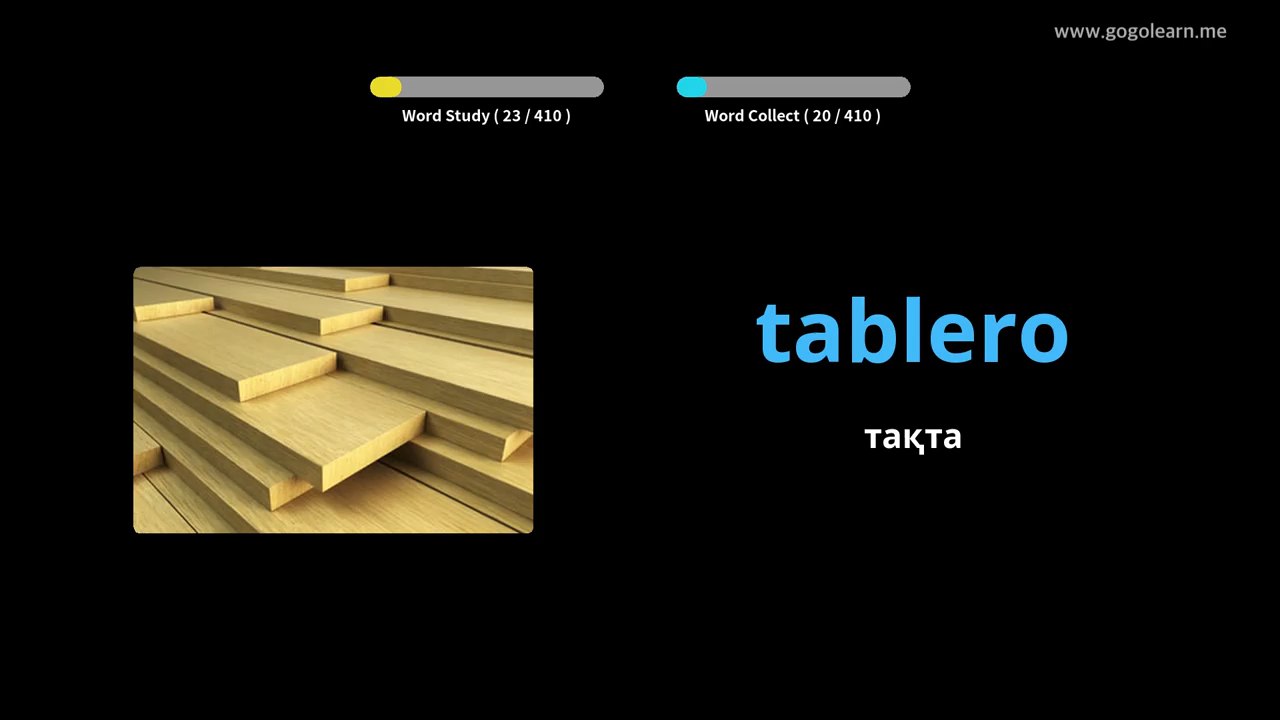 www.gogolearn.me
Word Study ( 23 / 410 )
Word Collect ( 20 / 410 )
tablero
тақта